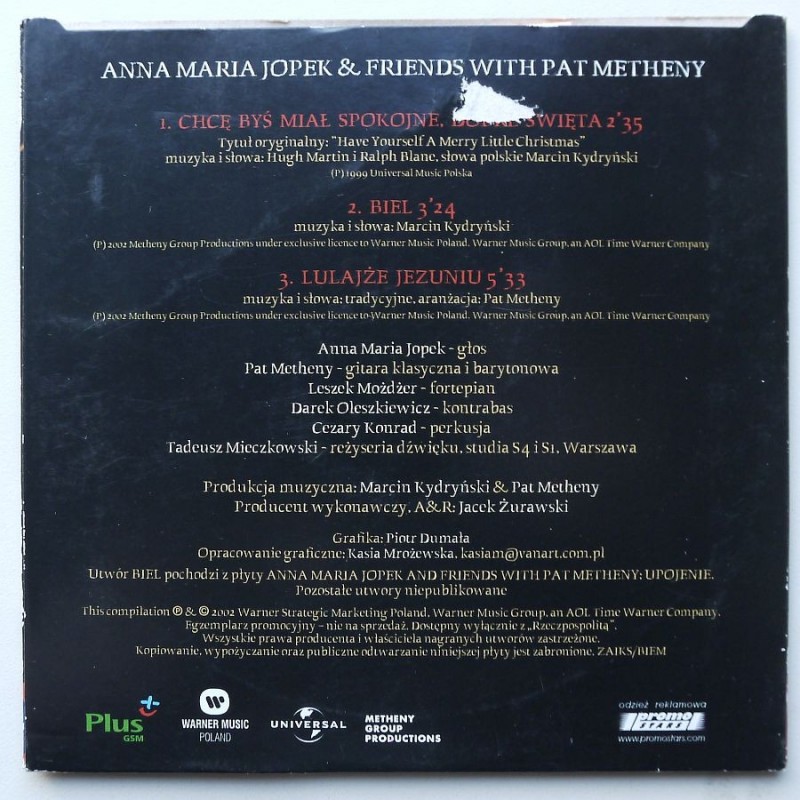 ANNA MARIA JOPEK & FRIENDS WITH PAT METHENY
1. CHCĘ BYŚ MIAŁ SPOKOJNE, ŚWIĘTA 2'35
Tytuł oryginalny: "Have Yourself A Merry Little Christmas"
muzyka i słowa: Hugh Martin i Ralph Blane, słowa polskie Marcin Kydryński
(P) 1999 Universal Music Polska
2. BIEL 3'24
muzyka i słowa: Marcin Kydryński
(P) 2002 Metheny Group Productions under exclusive licence to Warner Music Poland, Warner Music Group, an AOL Time Warner Company
3. LULAJŻE JEZUNIU 5'33
muzyka i słowa: tradycyjne, aranżacja: Pat Metheny
(P) 2002 Metheny Group Productions under exclusive licence to Warner Music Poland, Warner Music Group, an AOL Time Warner Company
Anna Maria Jopek - głos
Pat Metheny - gitara klasyczna i barytonowa
Leszek Możdżer - fortepian
Darek Oleszkiewicz - kontrabas
Cezary Konrad - perkusja
Tadeusz Mieczkowski - reżyseria dźwięku, studia S4 i S1, Warszawa
Produkcja muzyczna: Marcin Kydryński & Pat Metheny
Producent wykonawczy, A&R: Jacek Żurawski
Grafika: Piotr Dumała
Opracowanie graficzne: Kasia Mrożewska, kasiam@vanart.com.pl
Utwór BIEL pochodzi z płyty ANNA MARIA JOPEK AND FRIENDS WITH PAT METHENY: UPOJENIE.
Pozostałe utwory niepublikowane
This compilation ℗ & © 2002 Warner Strategic Marketing Poland, Warner Music Group, an AOL Time Warner Company.
Egzemplarz promocyjny – nie na sprzedaż. Dostępny wyłącznie z „Rzeczpospolitą".
Wszystkie prawa producenta i właściciela nagranych utworów zastrzeżone.
Kopiowanie, wypożyczanie oraz publiczne odtwarzanie niniejszej płyty jest zabronione. ZAIKS/BIEM
Plus
GSM
WARNER MUSIC
POLAND
UNIVERSAL
METHENY
GROUP
PRODUCTIONS
odzież reklamowa
promo
STARS
www.promostars.com